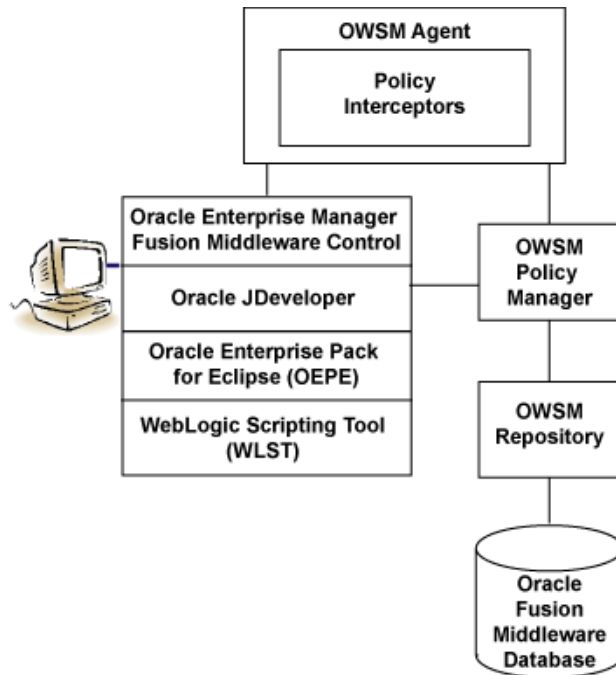 OWSM Agent
Policy
Interceptors
Oracle Enterprise Manager
Fusion Middleware Control
Oracle JDeveloper
Oracle Enterprise Pack
for Eclipse (OEPE)
WebLogic Scripting Tool
(WLST)
OWSM
Policy
Manager
OWSM
Repository
Oracle
Fusion
Middleware
Database